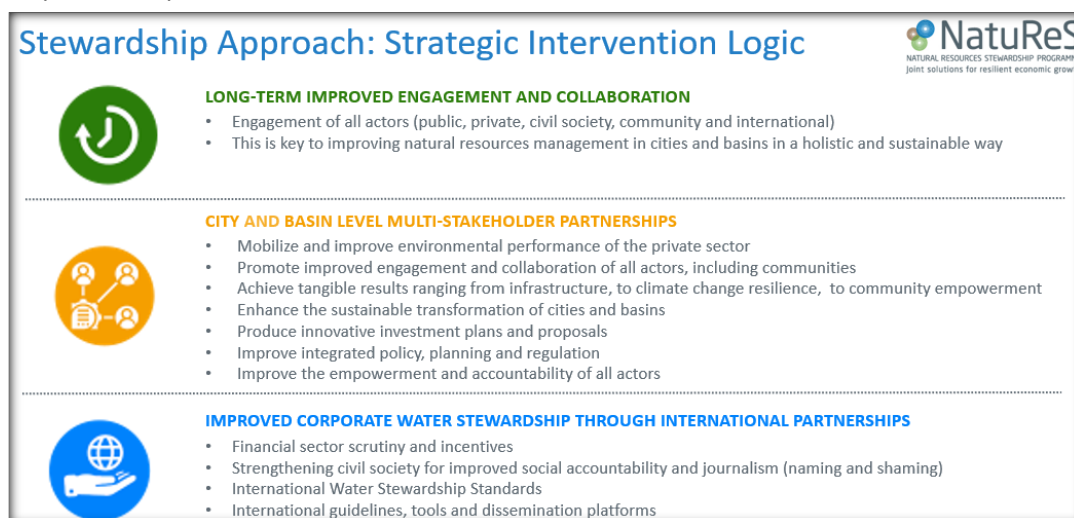 Stewardship Approach: Strategic Intervention Logic
NatuReS
NATURAL RESOURCES STEWARDSHIP PROGRAMM
Joint solutions for resilient economic grow
LONG-TERM IMPROVED ENGAGEMENT AND COLLABORATION
• Engagement of all actors (public, private, civil society, community and international)
• This is key to improving natural resources management in cities and basins in a holistic and sustainable way
CITY AND BASIN LEVEL MULTI-STAKEHOLDER PARTNERSHIPS
• Mobilize and improve environmental performance of the private sector
• Promote improved engagement and collaboration of all actors, including communities
• Achieve tangible results ranging from infrastructure, to climate change resilience, to community empowerment
• Enhance the sustainable transformation of cities and basins
• Produce innovative investment plans and proposals
• Improve integrated policy, planning and regulation
• Improve the empowerment and accountability of all actors
IMPROVED CORPORATE WATER STEWARDSHIP THROUGH INTERNATIONAL PARTNERSHIPS
• Financial sector scrutiny and incentives
• Strengthening civil society for improved social accountability and journalism (naming and shaming)
• International Water Stewardship Standards
• International guidelines, tools and dissemination platforms